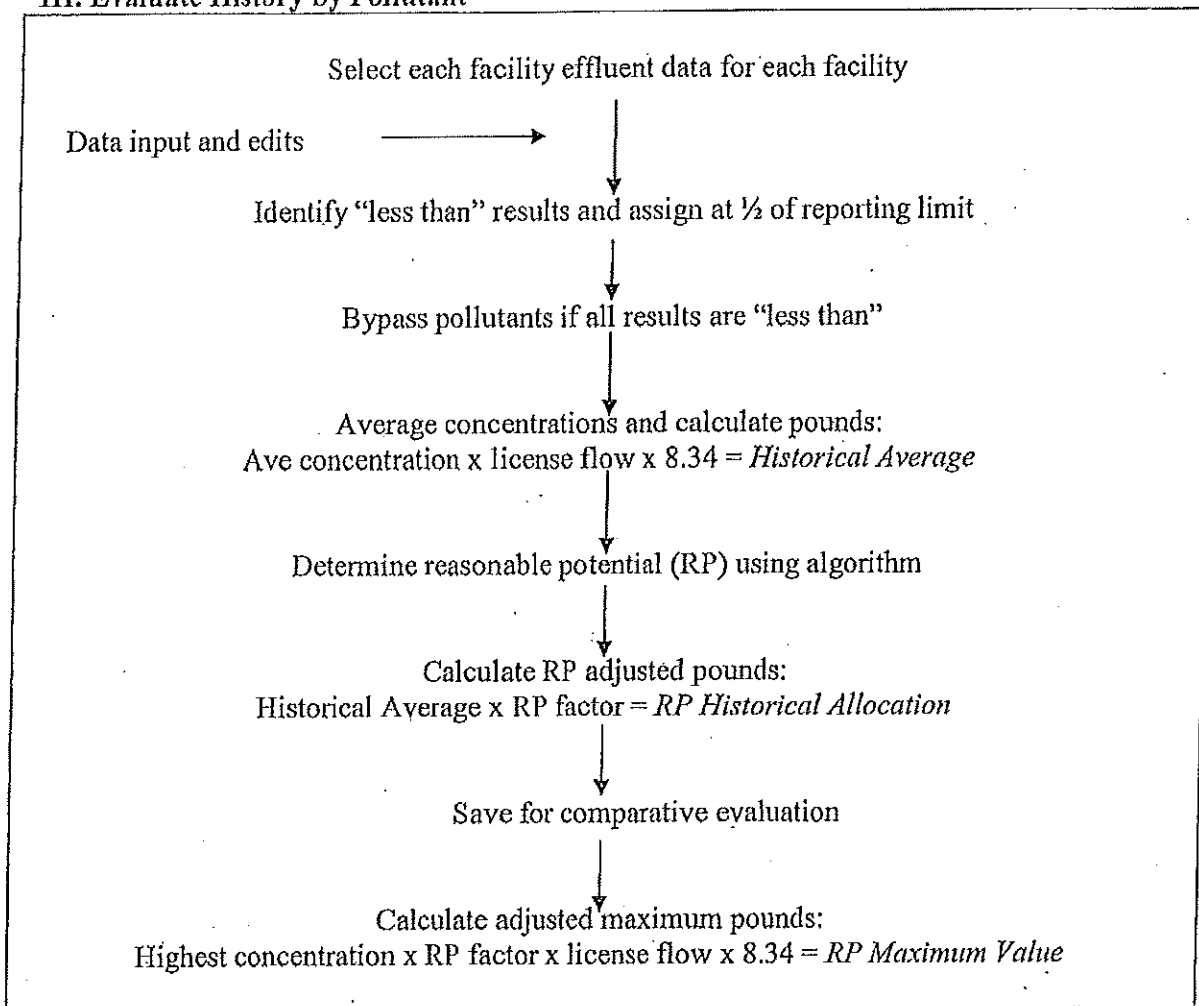 III. Evaluate History by Pollutant
Select each facility effluent data for each facility
Data input and edits
Identify “less than” results and assign at ½ of reporting limit
Bypass pollutants if all results are “less than”
Average concentrations and calculate pounds:
Ave concentration x license flow x 8.34 = Historical Average
Determine reasonable potential (RP) using algorithm
Calculate RP adjusted pounds:
Historical Average x RP factor = RP Historical Allocation
Save for comparative evaluation
Calculate adjusted maximum pounds:
Highest concentration x RP factor x license flow x 8.34 = RP Maximum Value